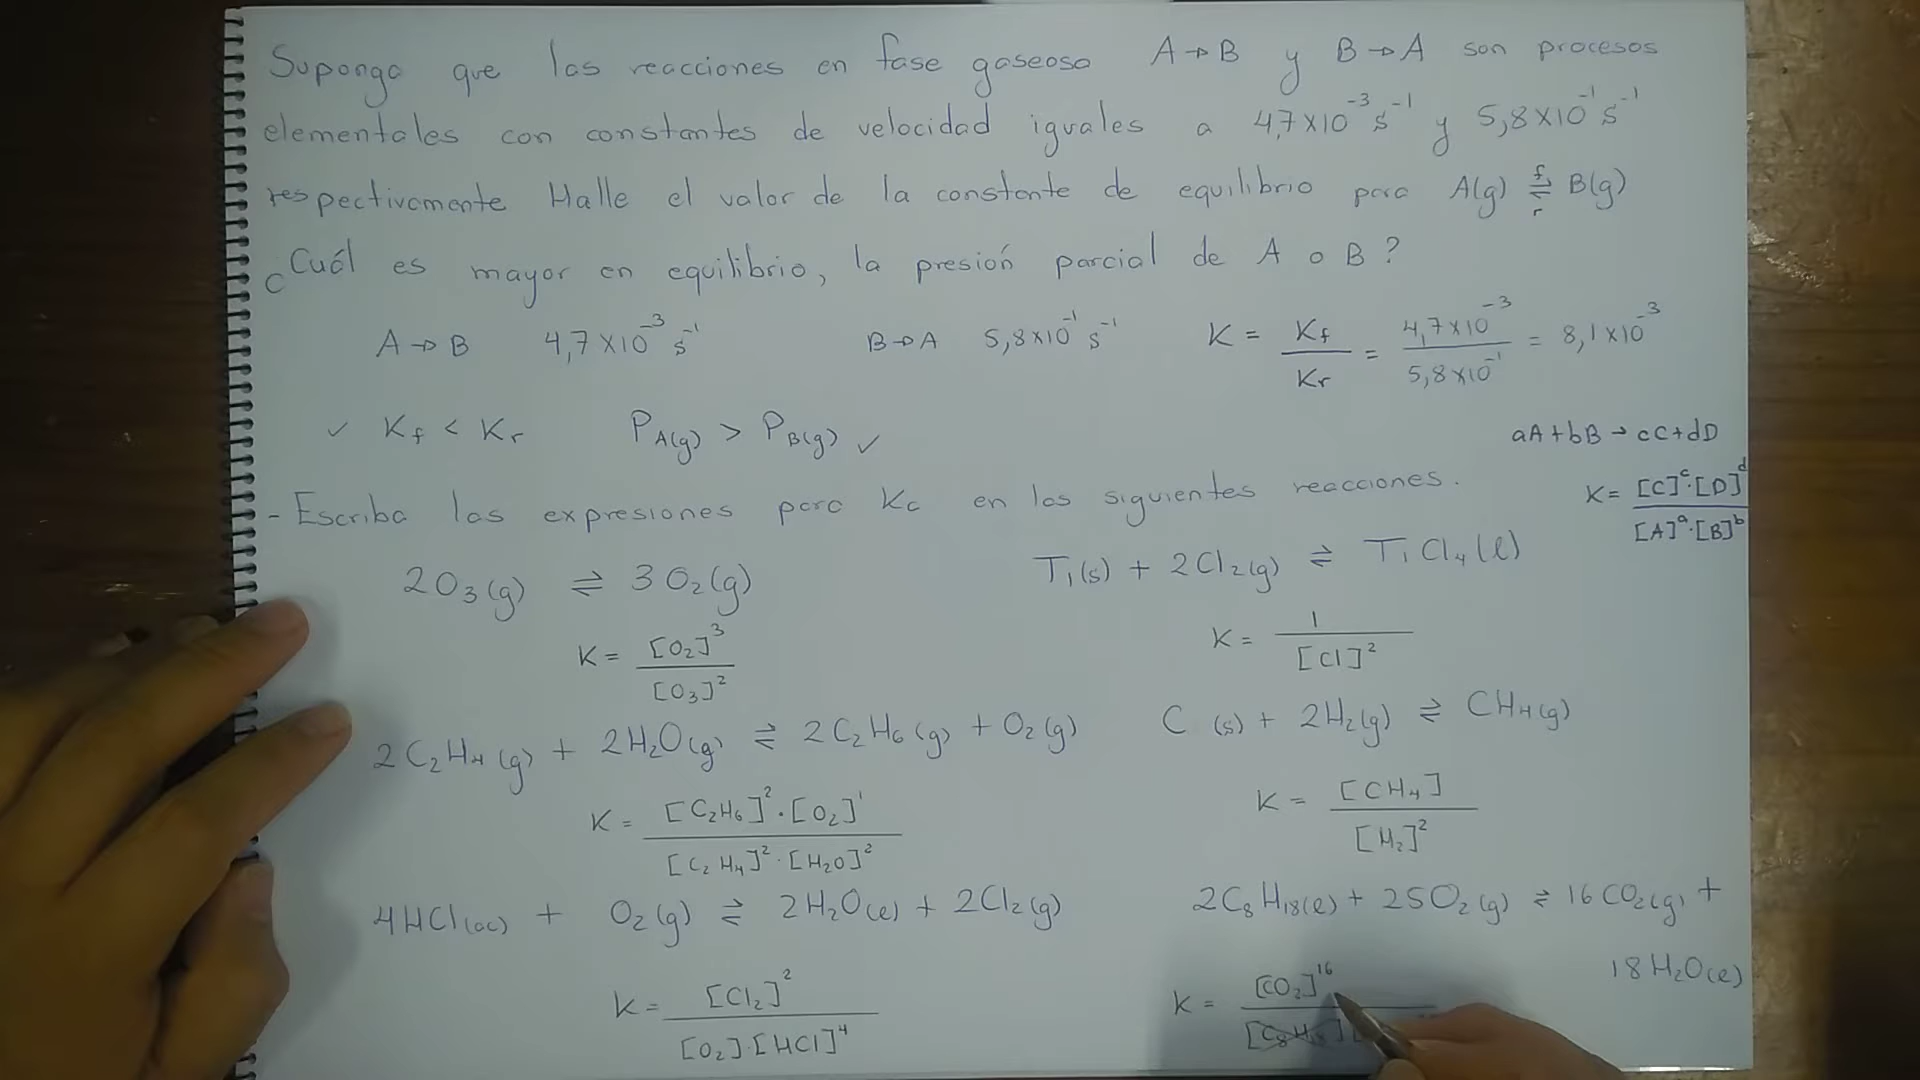 Suponga que las reacciones en fase gaseosa A → B y B → A son procesos
elementales con constantes de velocidad iguales a 4,7x10⁻³ s⁻¹ y 5,8x10⁻¹ s⁻¹
respectivamente Halle el valor de la constante de equilibrio para A(g) ⇌ B(g)
f
r
¿Cuál es mayor en equilibrio, la presión parcial de A o B?
A → B 4,7x10⁻³ s⁻¹ B → A 5,8x10⁻¹ s⁻¹ K = Kf / Kr = 4,7x10⁻³ / 5,8x10⁻¹ = 8,1x10⁻³
✓ Kf < Kr P A(g) > P B(g) ✓
aA + bB → cC + dD
- Escriba las expresiones para Kc en las siguientes reacciones.
K = [C]ᶜ·[D]ᵈ / [A]ᵃ·[B]ᵇ
2O₃(g) ⇌ 3O₂(g) Ti(s) + 2Cl₂(g) ⇌ TiCl₄(l)
K = [O₂]³ / [O₃]² K = 1 / [Cl]²
2C₂H₄(g) + 2H₂O(g) ⇌ 2C₂H₆(g) + O₂(g) C (s) + 2H₂(g) ⇌ CH₄(g)
K = [C₂H₆]²·[O₂]¹ / [C₂H₄]²·[H₂O]² K = [CH₄] / [H₂]²
4HCl(ac) + O₂(g) ⇌ 2H₂O(l) + 2Cl₂(g) 2C₈H₁₈(l) + 25O₂(g) ⇌ 16CO₂(g) +
18H₂O(l)
K = [Cl₂]² / [O₂]·[HCl]⁴ K = [CO₂]¹⁶ /